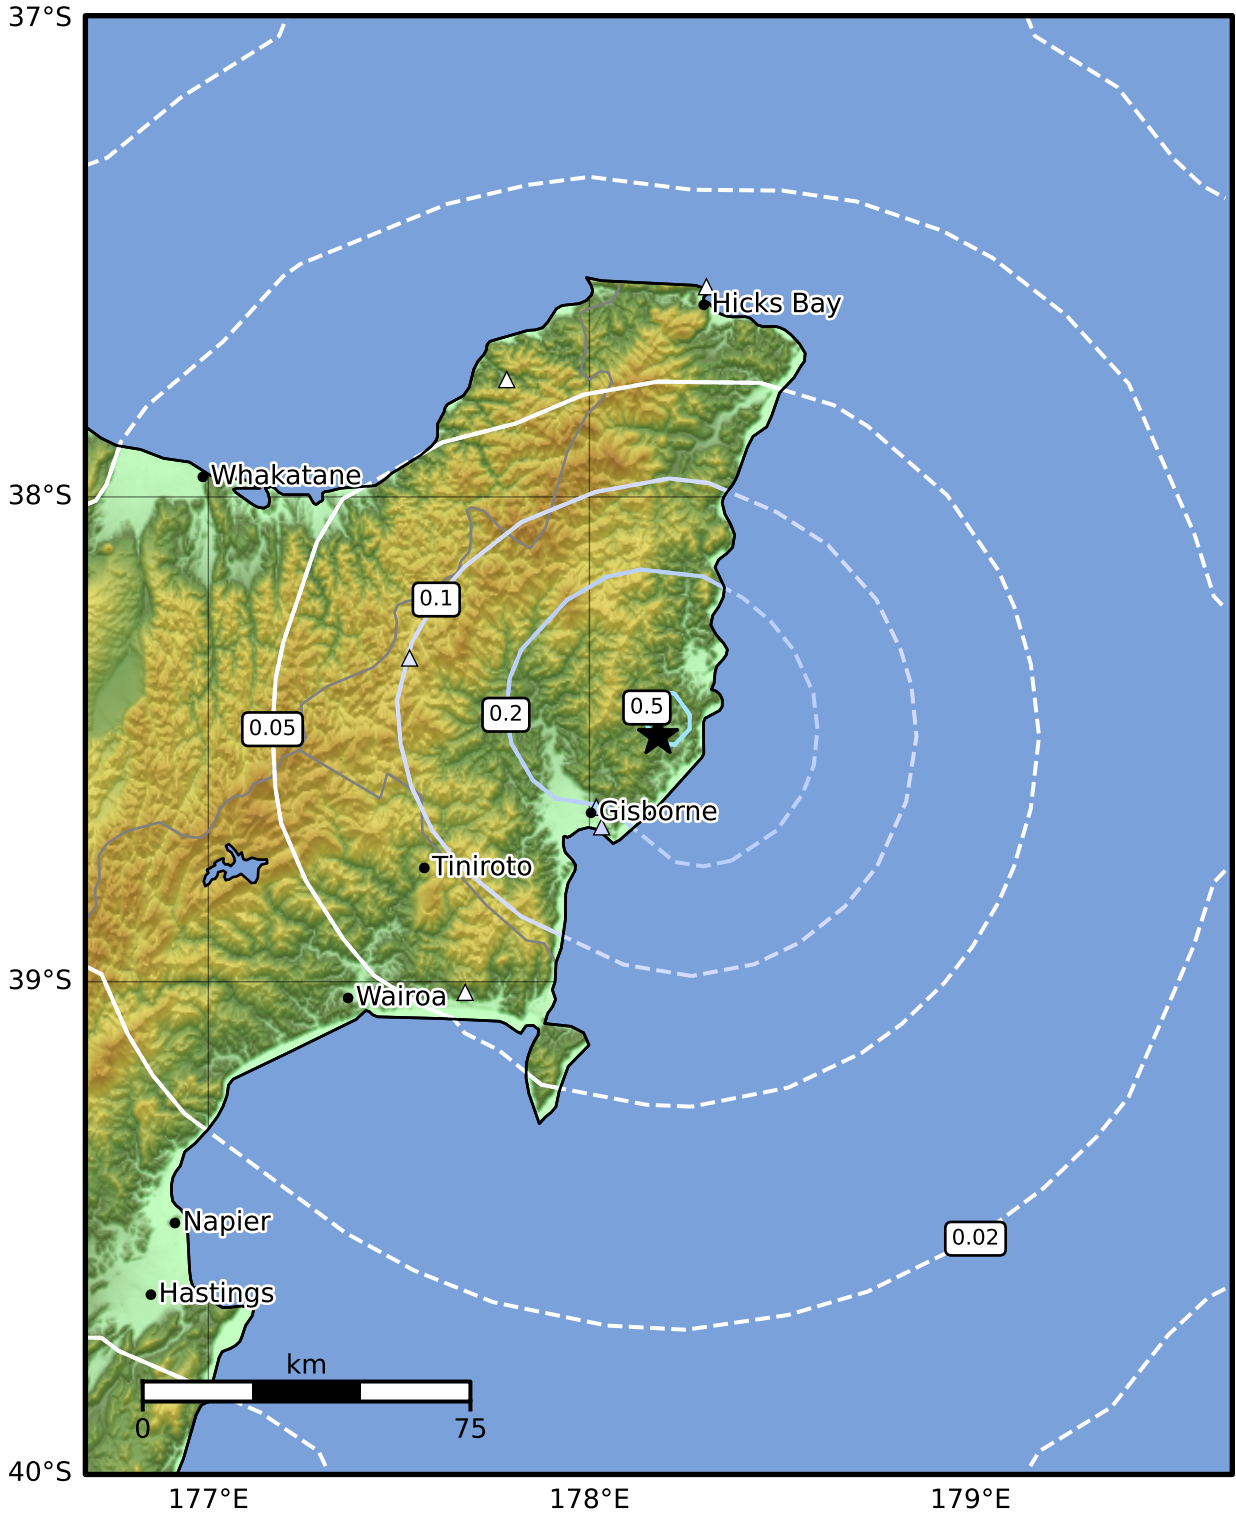 37°S
Hicks Bay
Whakatane
38°S
0.1
0.5
0.2
0.05
Gisborne
Tiniroto
39°S
Wairoa
Napier
0.02
Hastings
km
0
75
40°S
177°E
178°E
179°E